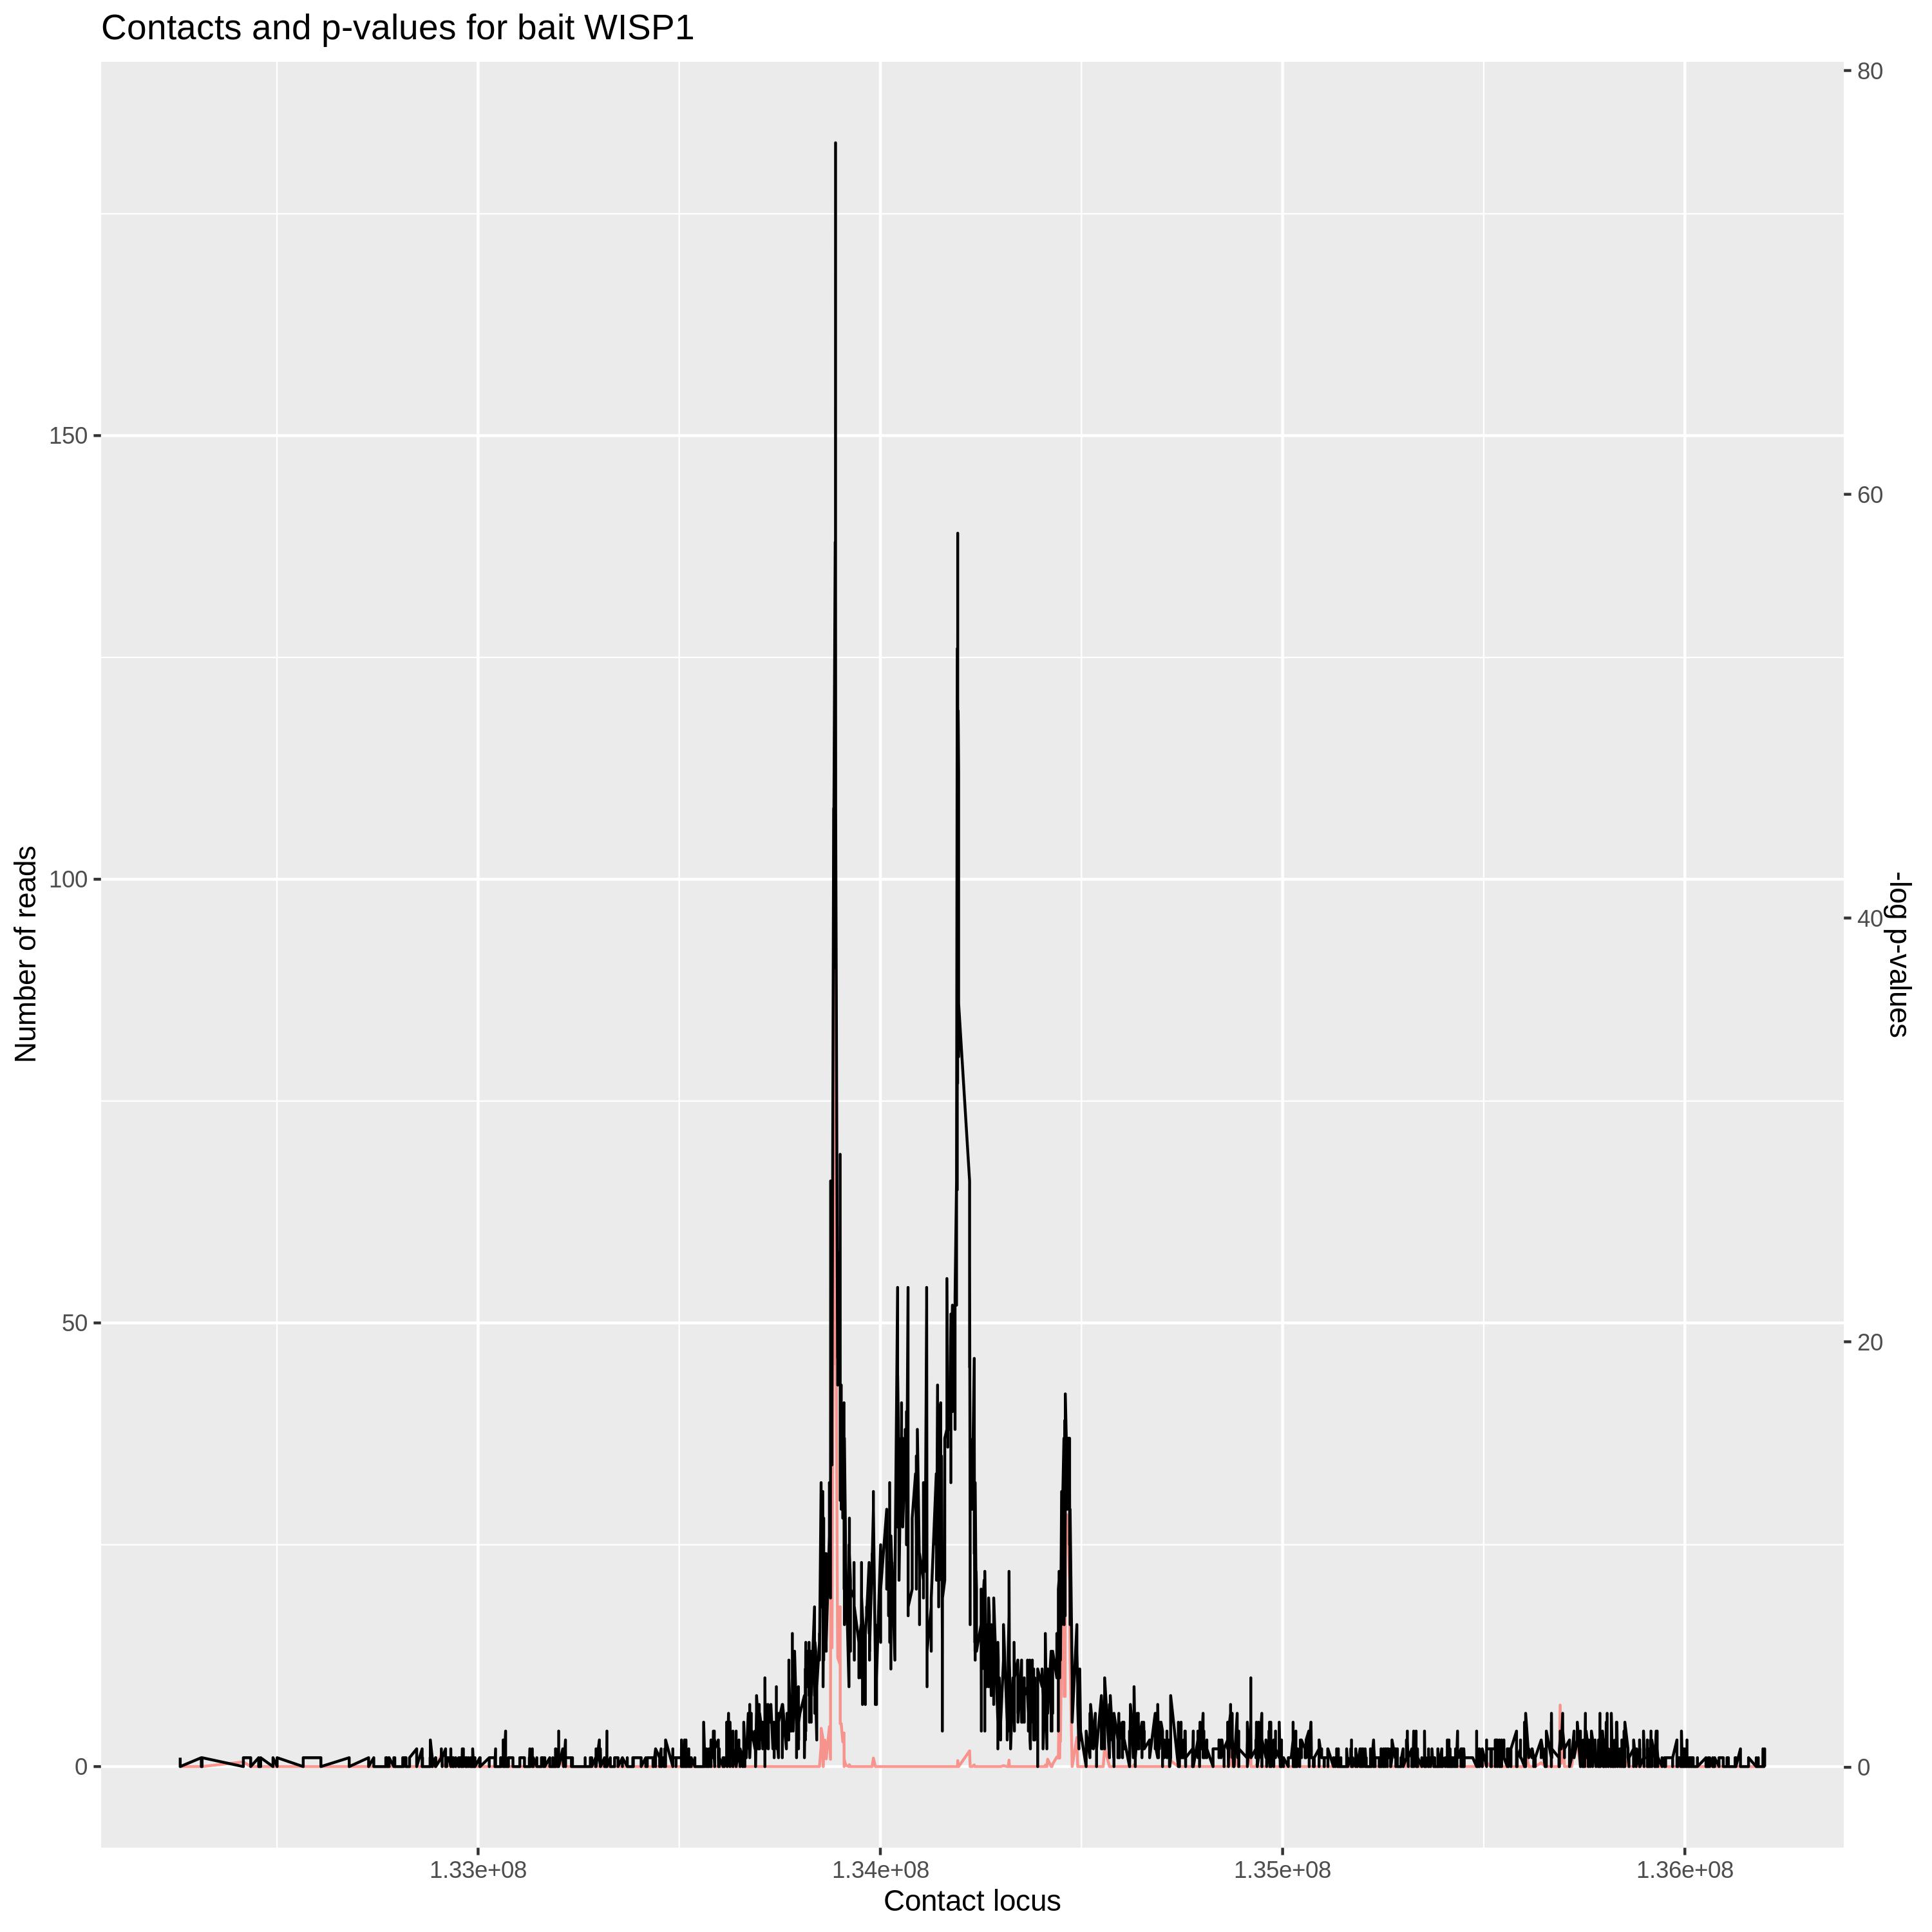 Contacts and p-values for bait WISP1
150
100
50
0
Number of reads
80
60
40
20
0
-log p-values
1.33e+08
1.34e+08
1.35e+08
1.36e+08
Contact locus